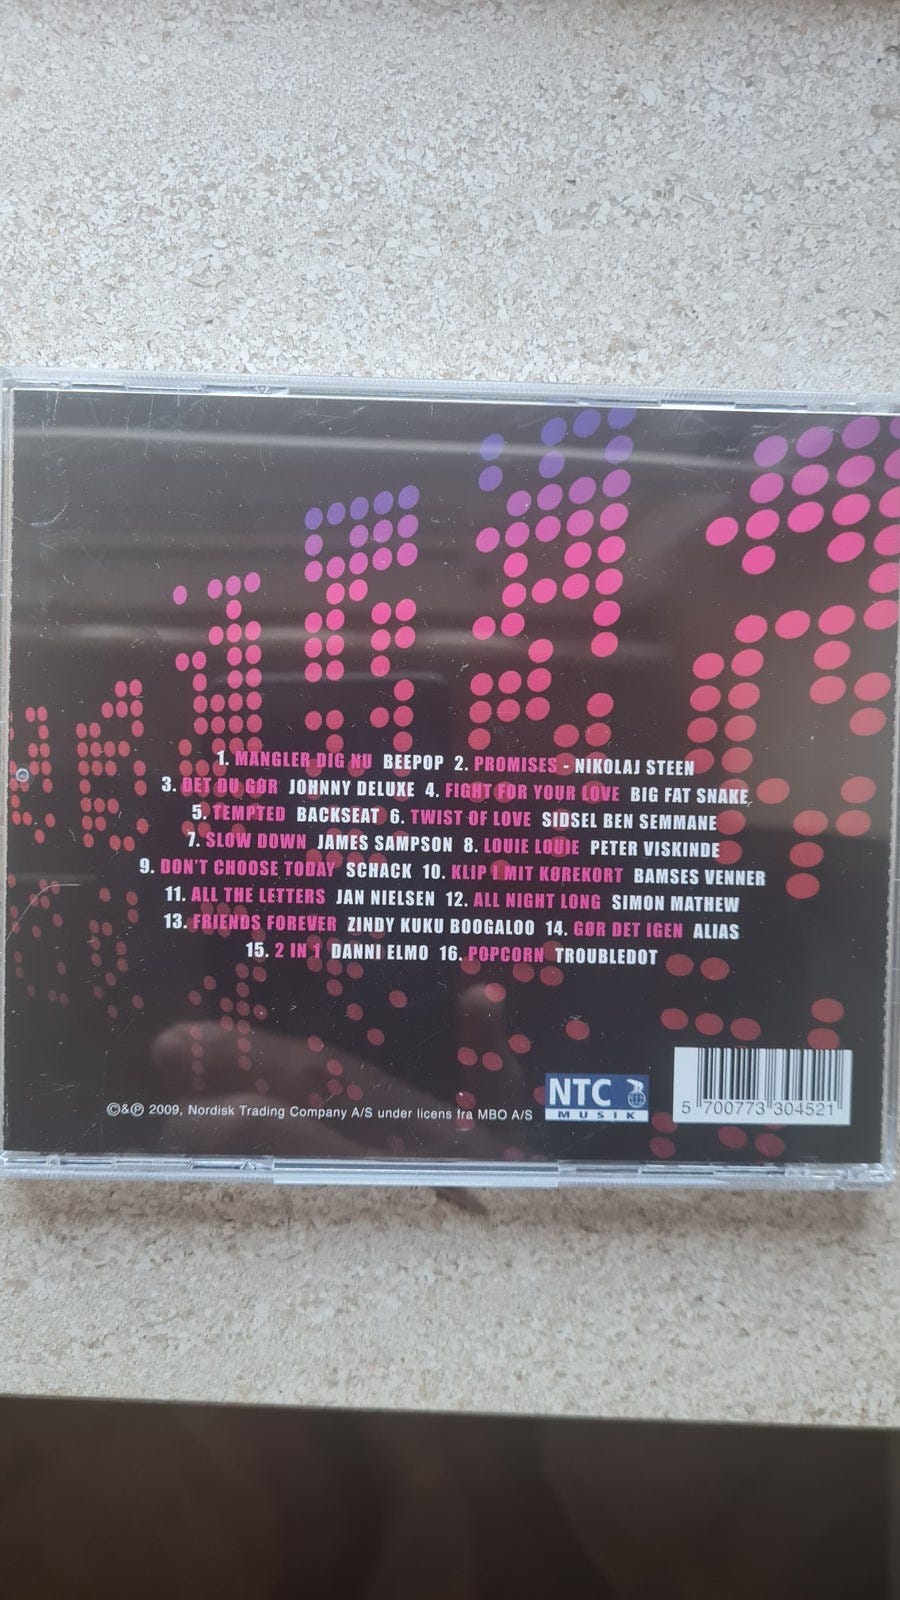 1. MANGLER DIG NU BEEPOP 2. PROMISES - NIKOLAJ STEEN
3. DET DU GØR JOHNNY DELUXE 4. FIGHT FOR YOUR LOVE BIG FAT SNAKE
5. TEMPTED BACKSEAT 6. TWIST OF LOVE SIDSEL BEN SEMMANE
7. SLOW DOWN JAMES SAMPSON 8. LOUIE LOUIE PETER VISKINDE
9. DON'T CHOOSE TODAY SCHACK 10. KLIP I MIT KØREKORT BAMSES VENNER
11. ALL THE LETTERS JAN NIELSEN 12. ALL NIGHT LONG SIMON MATHEW
13. FRIENDS FOREVER ZINDY KUKU BOOGALOO 14. GØR DET IGEN ALIAS
15. 2 IN 1 DANNI ELMO 16. POPCORN TROUBLEDOT
©&℗ 2009, Nordisk Trading Company A/S under licens fra MBO A/S
NTC
MUSIK
5 700773 304521